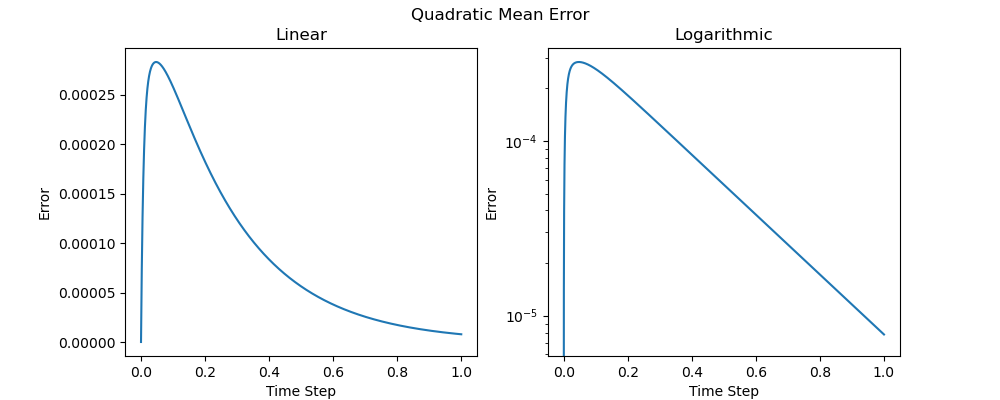 Quadratic Mean Error
Linear
Logarithmic
0.00025
0.00020
0.00015
0.00010
0.00005
0.00000
Error
0.0 0.2 0.4 0.6 0.8 1.0
Time Step
10⁻⁴
10⁻⁵
Error
0.0 0.2 0.4 0.6 0.8 1.0
Time Step